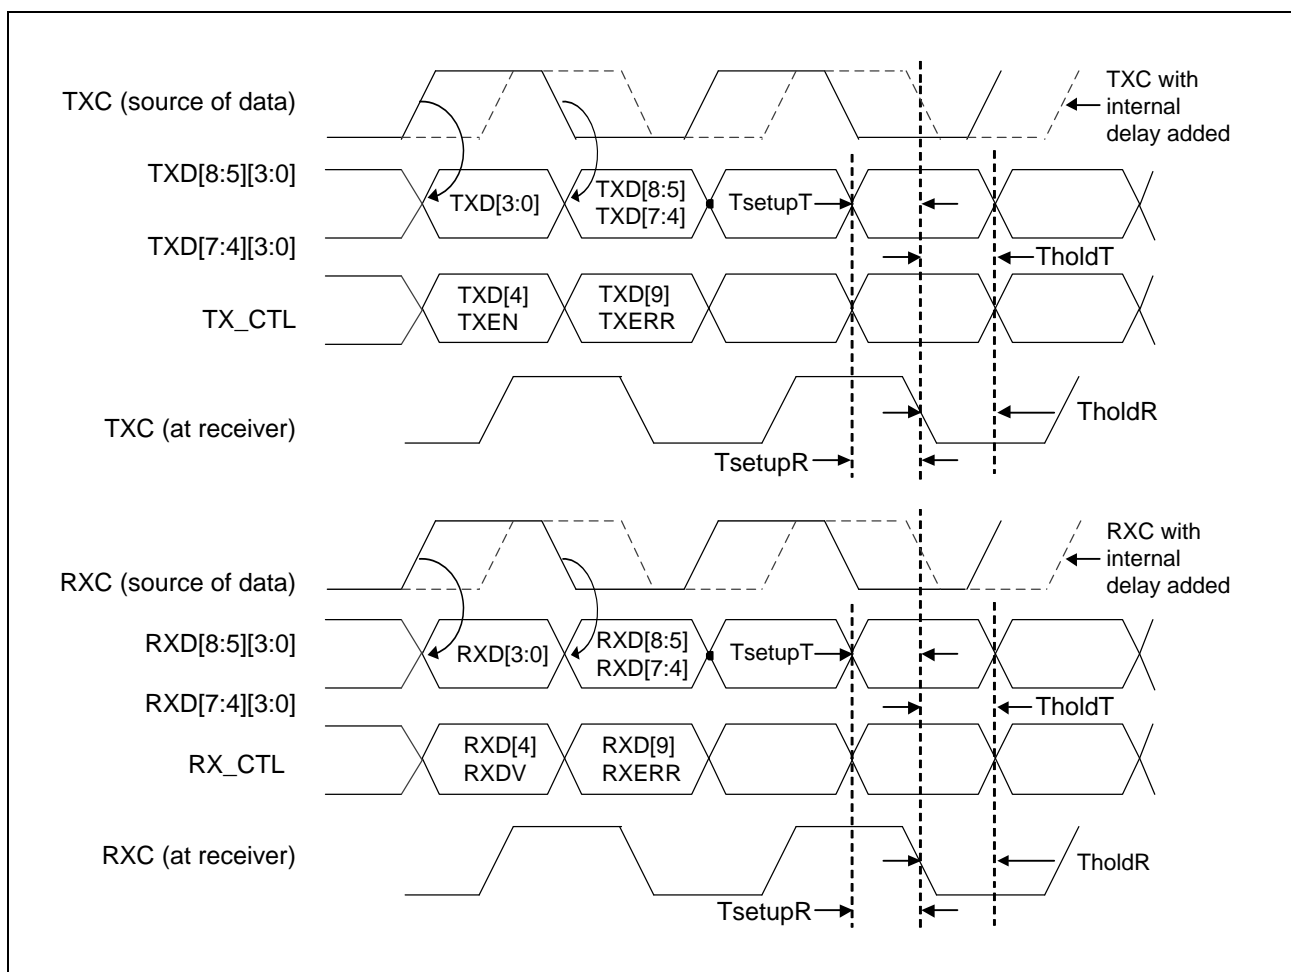 TXC (source of data)
TXC with
internal
delay added
TXD[8:5][3:0]
TXD[3:0]
TXD[8:5]
TXD[7:4]
TsetupT
TXD[7:4][3:0]
TholdT
TX_CTL
TXD[4]
TXEN
TXD[9]
TXERR
TXC (at receiver)
TholdR
TsetupR
RXC (source of data)
RXC with
internal
delay added
RXD[8:5][3:0]
RXD[3:0]
RXD[8:5]
RXD[7:4]
TsetupT
RXD[7:4][3:0]
TholdT
RX_CTL
RXD[4]
RXDV
RXD[9]
RXERR
RXC (at receiver)
TholdR
TsetupR